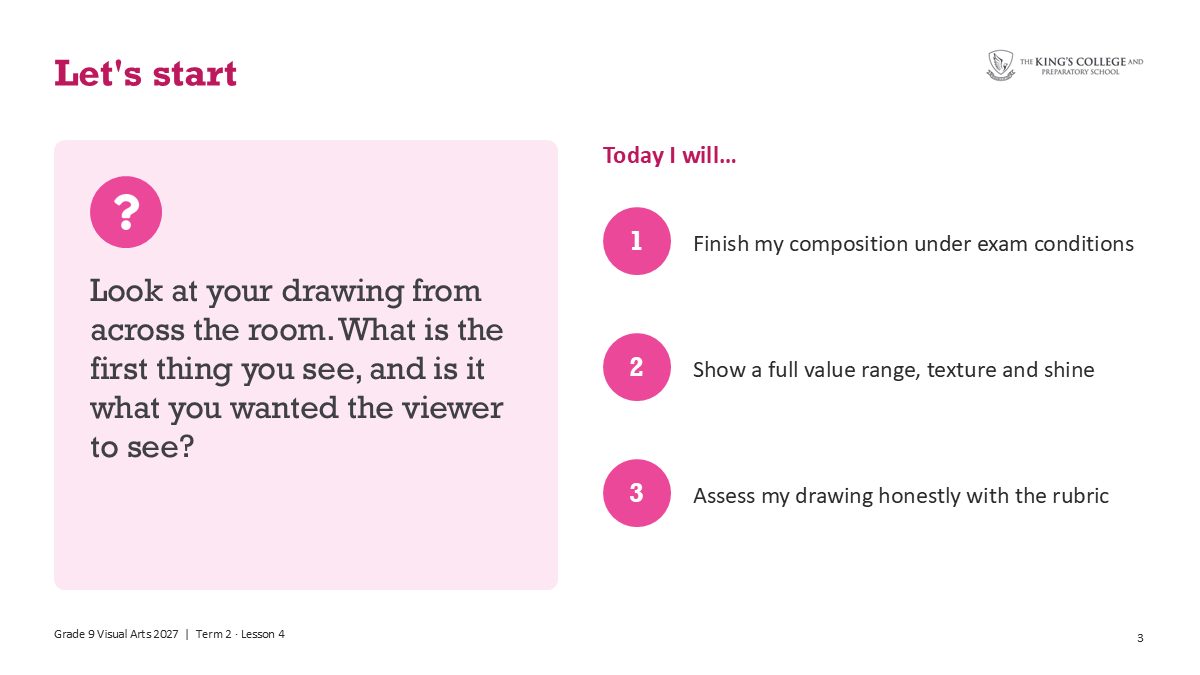 Let's start
THE KING'S COLLEGE AND
PREPARATORY SCHOOL
?
Look at your drawing from
across the room. What is the
first thing you see, and is it
what you wanted the viewer
to see?
Today I will...
1
Finish my composition under exam conditions
2
Show a full value range, texture and shine
3
Assess my drawing honestly with the rubric
Grade 9 Visual Arts 2027 | Term 2 · Lesson 4
3